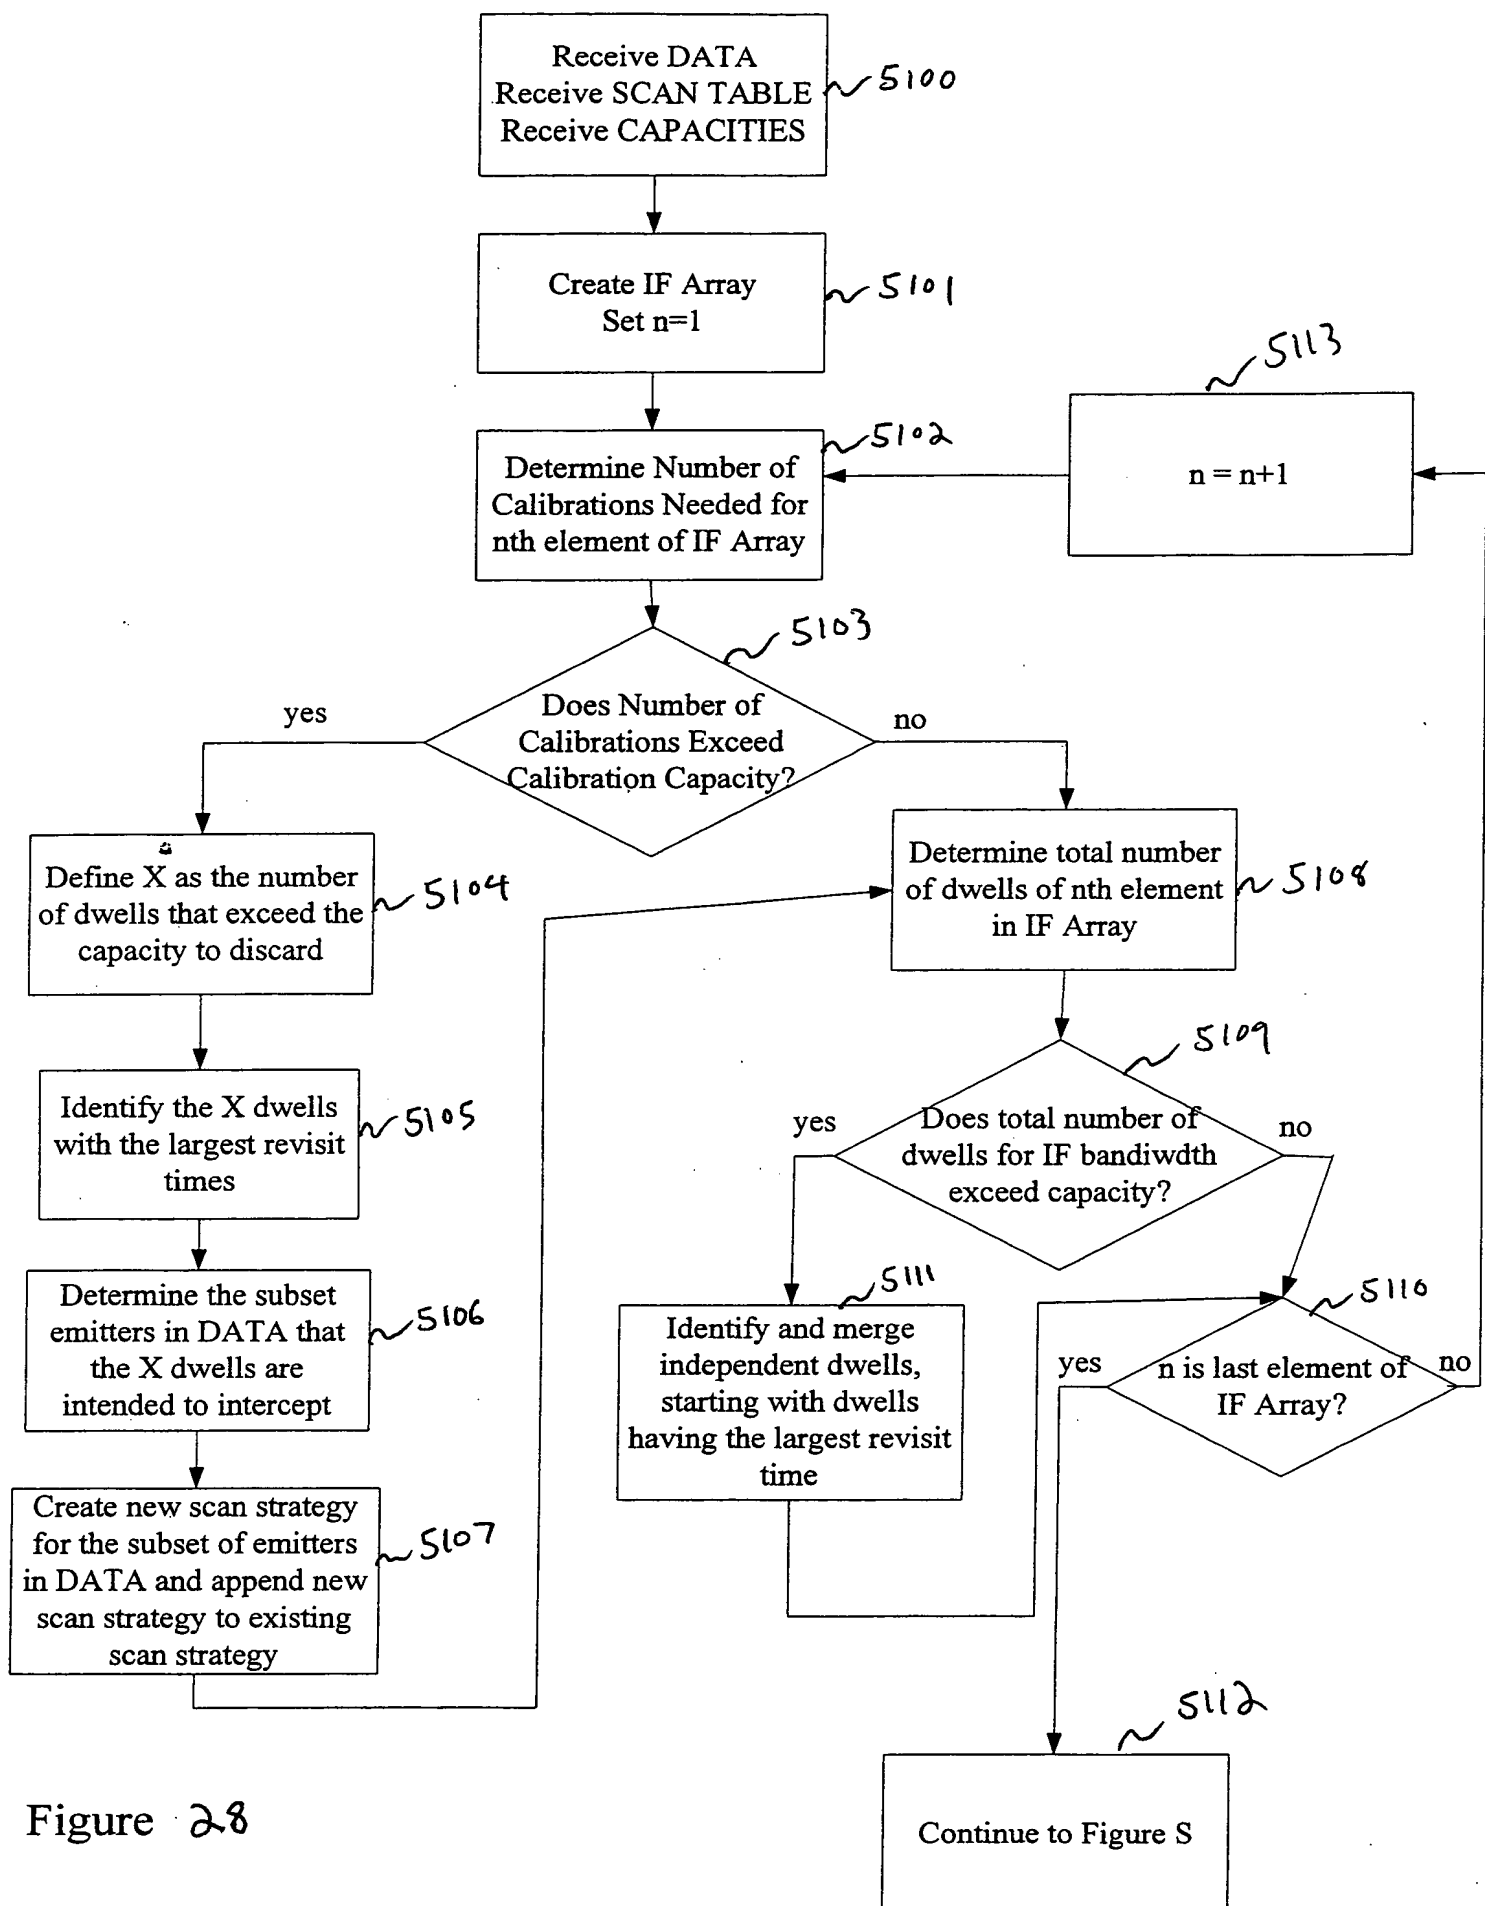 Receive DATA
Receive SCAN TABLE
Receive CAPACITIES
5100
Create IF Array
Set n=1
5101
5113
n = n+1
5102
Determine Number of
Calibrations Needed for
nth element of IF Array
5103
Does Number of
Calibrations Exceed
Calibration Capacity?
yes
no
Define X as the number
of dwells that exceed the
capacity to discard
5104
Determine total number
of dwells of nth element
in IF Array
5108
Identify the X dwells
with the largest revisit
times
5105
5109
Does total number of
dwells for IF bandiwdth
exceed capacity?
yes
no
Determine the subset
emitters in DATA that
the X dwells are
intended to intercept
5106
5111
Identify and merge
independent dwells,
starting with dwells
having the largest revisit
time
5110
n is last element of
IF Array?
yes
no
Create new scan strategy
for the subset of emitters
in DATA and append new
scan strategy to existing
scan strategy
5107
5112
Continue to Figure S
Figure 28